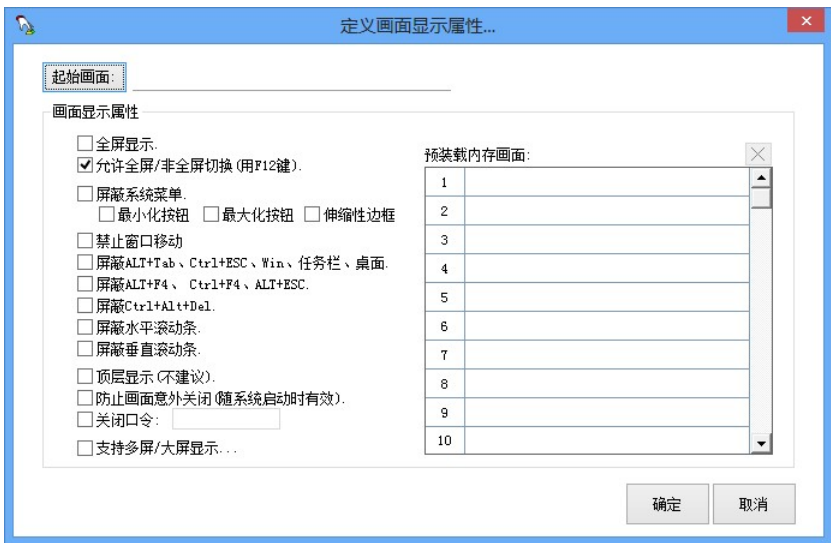 定义画面显示属性...
起始画面:
画面显示属性
全屏显示.
允许全屏/非全屏切换(用F12键).
屏蔽系统菜单.
最小化按钮 最大化按钮 伸缩性边框
禁止窗口移动
屏蔽ALT+Tab、Ctrl+ESC、Win、任务栏、桌面.
屏蔽ALT+F4、 Ctrl+F4、ALT+ESC.
屏蔽Ctrl+Alt+Del.
屏蔽水平滚动条.
屏蔽垂直滚动条.
顶层显示(不建议).
防止画面意外关闭(随系统启动时有效).
关闭口令:
支持多屏/大屏显示...
预装载内存画面:
1
2
3
4
5
6
7
8
9
10
确定 取消